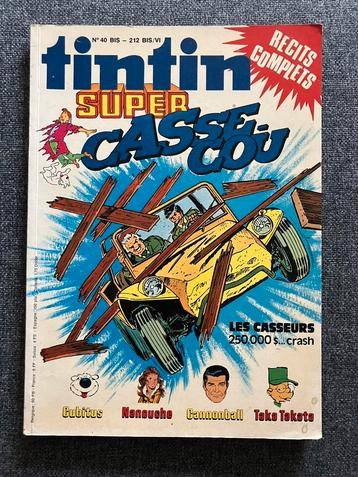 N° 40 BIS - 212 BIS/VI
tintin
RECITS
COMPLETS
SUPER
CASSE-
COU
LES CASSEURS
250 000 $... crash
Cubitus
Nanouche
Cannonball
Taka Takata